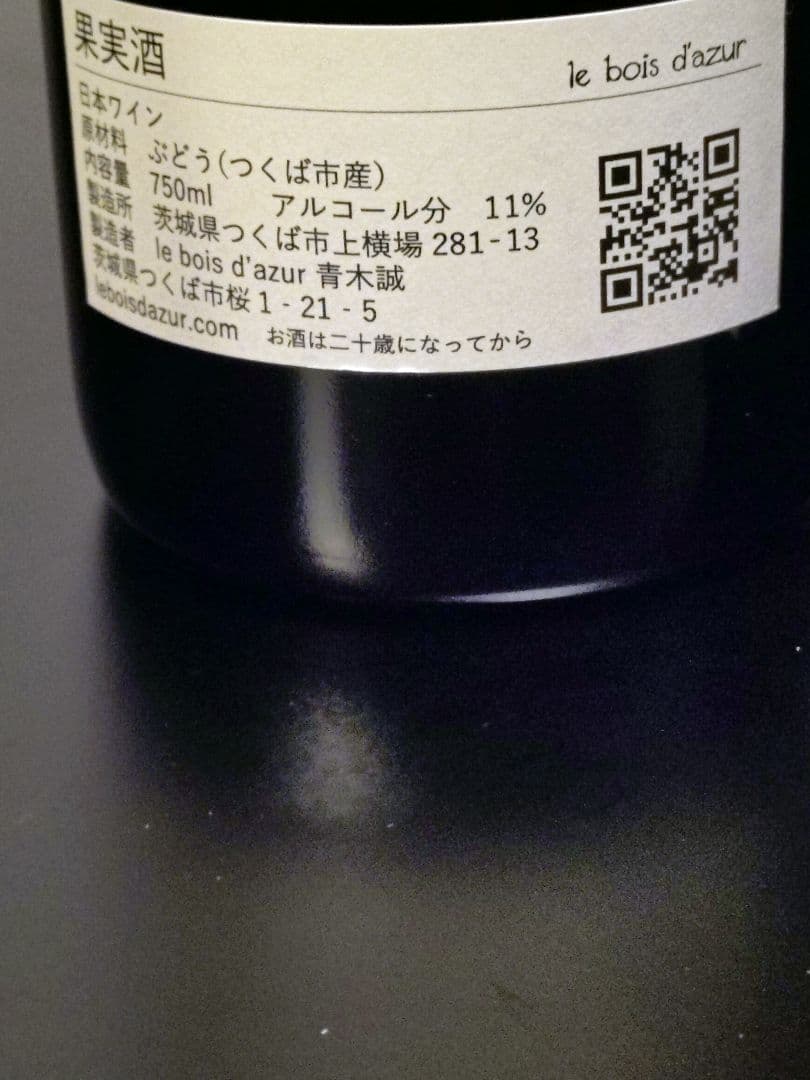 果実酒
le bois d'azur
日本ワイン
原材料 ぶどう(つくば市産)
内容量 750ml アルコール分 11%
製造所 茨城県つくば市上横場 281-13
製造者 le bois d'azur 青木誠
茨城県つくば市桜 1 - 21 - 5
leboisdazur.com お酒は二十歳になってから